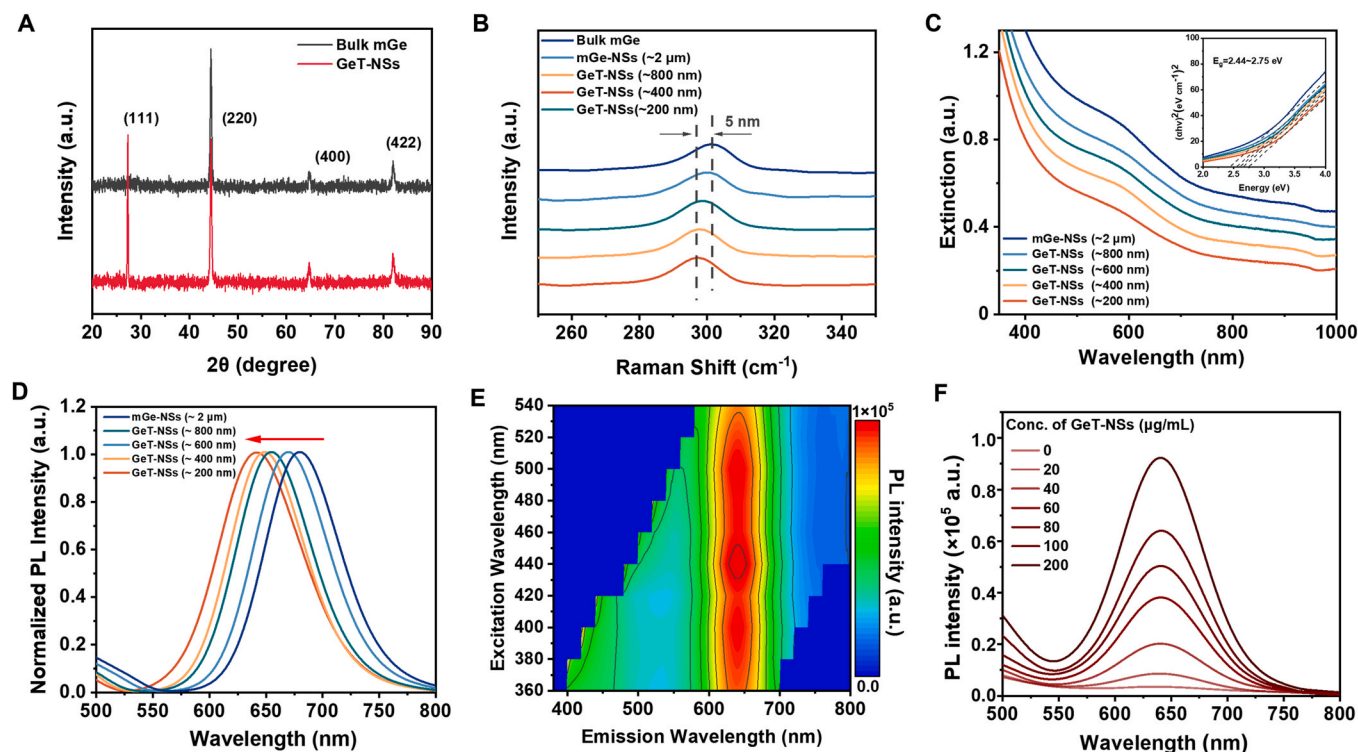 A
Intensity (a.u.)
Bulk mGe
GeT-NSs
(111)
(220)
(400)
(422)
20 30 40 50 60 70 80 90
2θ (degree)
B
Intensity (a.u.)
Bulk mGe
mGe-NSs (~2 μm)
GeT-NSs (~800 nm)
GeT-NSs (~400 nm)
GeT-NSs(~200 nm)
5 nm
260 280 300 320 340
Raman Shift (cm-1)
C
Extinction (a.u.)
1.2
0.8
0.4
0.0
Eg=2.44~2.75 eV
(αhv)2(eV cm-1)2
100
80
60
40
20
0
2.0 2.5 3.0 3.5 4.0
Energy (eV)
mGe-NSs (~2 μm)
GeT-NSs (~800 nm)
GeT-NSs (~600 nm)
GeT-NSs (~400 nm)
GeT-NSs (~200 nm)
400 600 800 1000
Wavelength (nm)
D
Normalized PL Intensity (a.u.)
1.2
1.0
0.8
0.6
0.4
0.2
0.0
mGe-NSs (~ 2 μm)
GeT-NSs (~ 800 nm)
GeT-NSs (~ 600 nm)
GeT-NSs (~ 400 nm)
GeT-NSs (~ 200 nm)
500 550 600 650 700 750 800
Wavelength (nm)
E
Excitation Wavelength (nm)
540
520
500
480
460
440
420
400
380
360
400 500 600 700 800
Emission Wavelength (nm)
1×105
PL intensity (a.u.)
0.0
F
PL intensity (×105 a.u.)
1.0
0.8
0.6
0.4
0.2
0.0
Conc. of GeT-NSs (μg/mL)
0
20
40
60
80
100
200
500 550 600 650 700 750 800
Wavelength (nm)